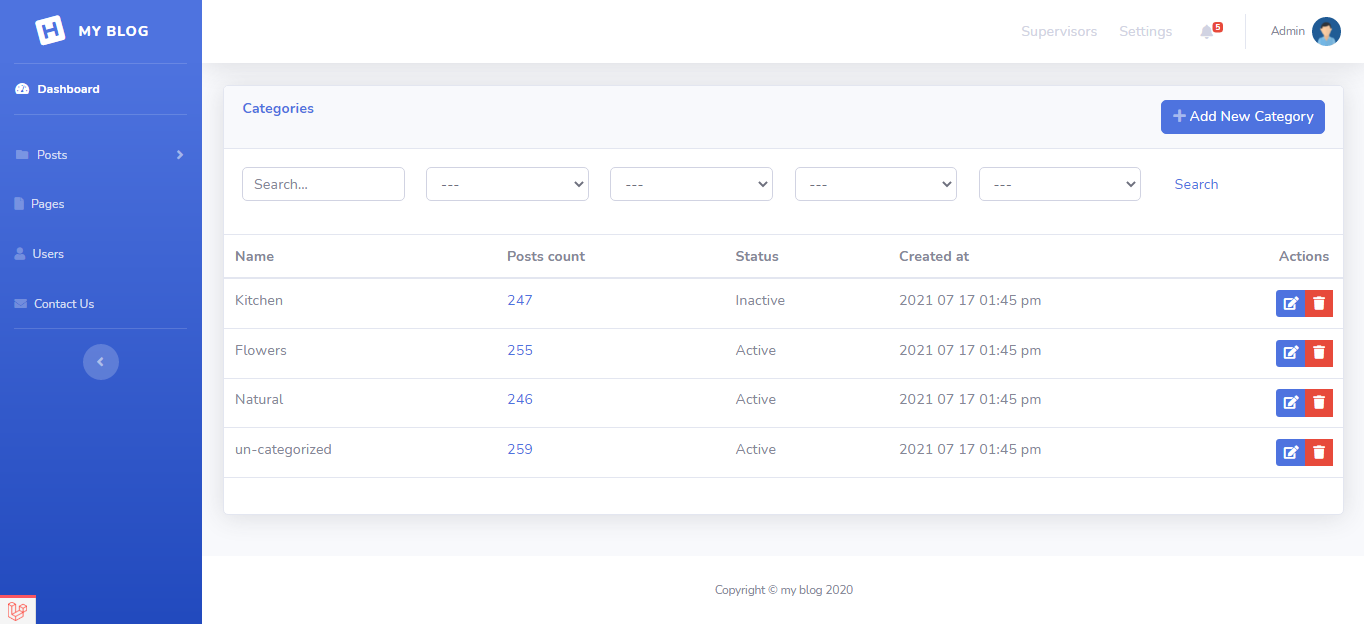 H MY BLOG
Supervisors Settings 5 Admin
Dashboard
Posts
Pages
Users
Contact Us
Categories
+ Add New Category
Search... --- --- --- --- Search
Name Posts count Status Created at Actions
Kitchen 247 Inactive 2021 07 17 01:45 pm
Flowers 255 Active 2021 07 17 01:45 pm
Natural 246 Active 2021 07 17 01:45 pm
un-categorized 259 Active 2021 07 17 01:45 pm
Copyright © my blog 2020